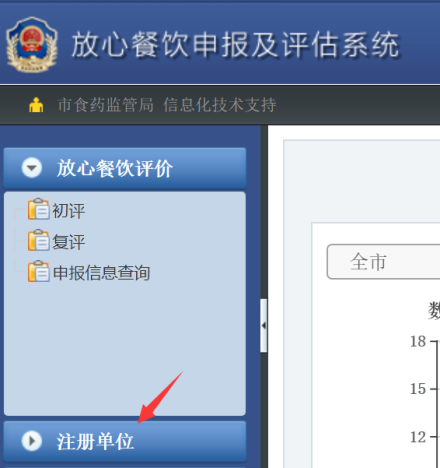 放心餐饮申报及评估系统
市食药监管局 信息化技术支持
放心餐饮评价
初评
复评
申报信息查询
注册单位
全市
数
18
15
12